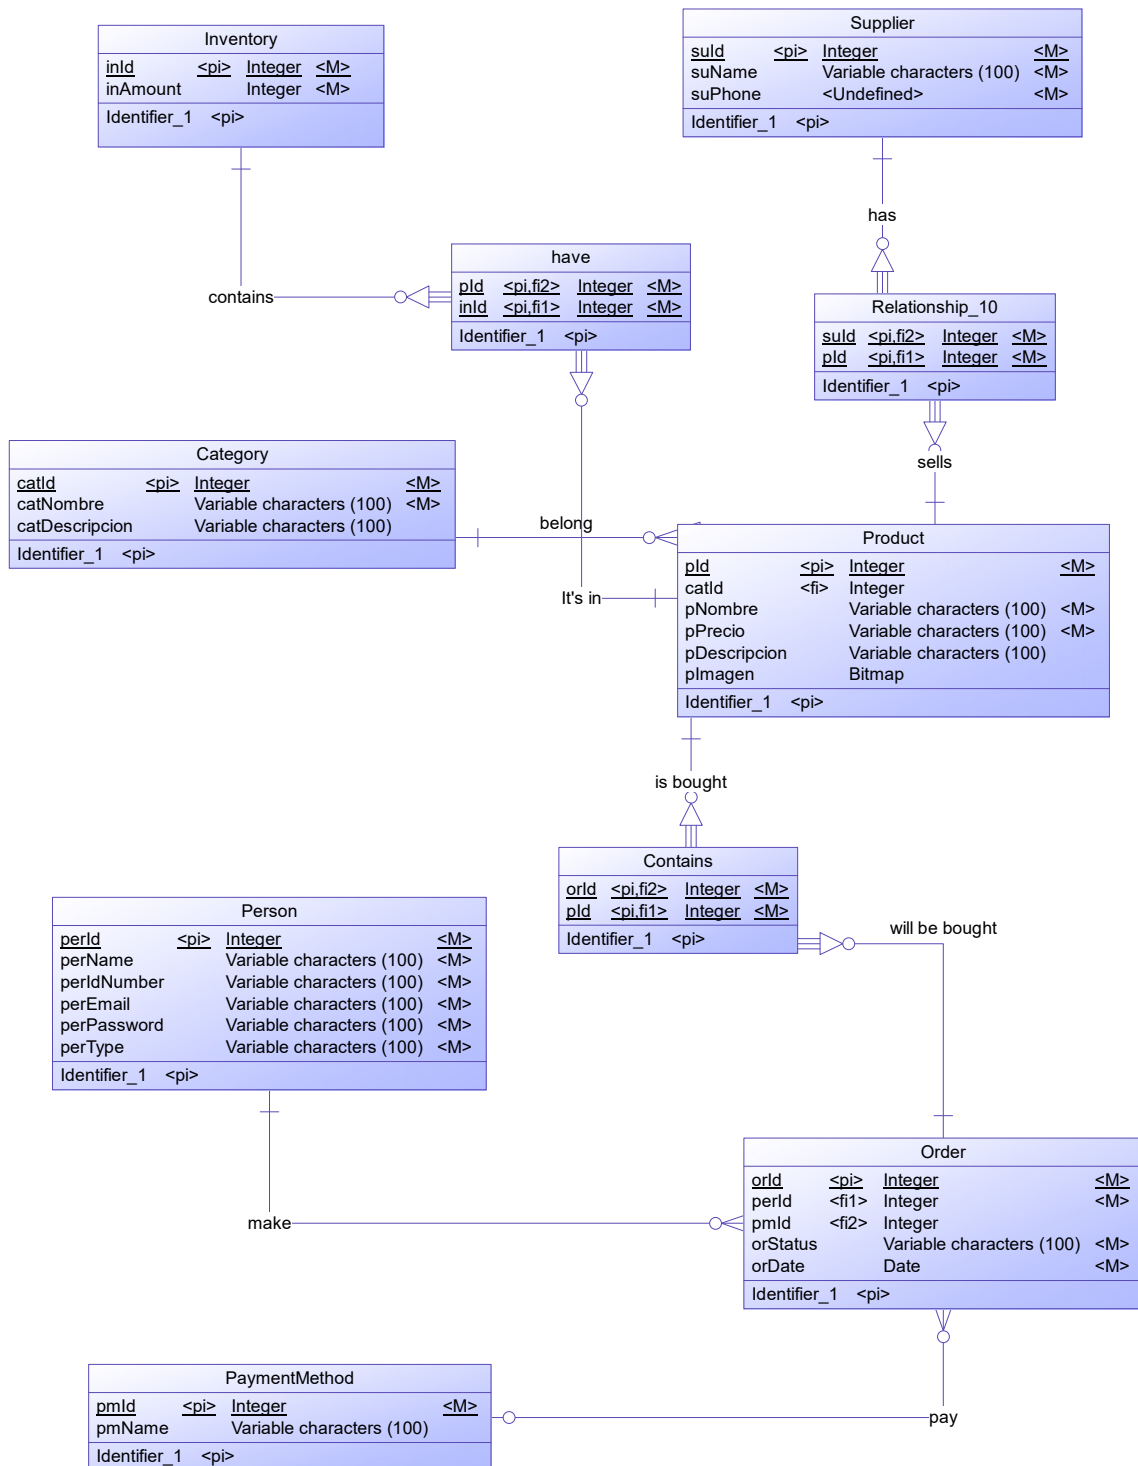 Inventory
inId <pi> Integer <M>
inAmount Integer <M>
Identifier_1 <pi>
Supplier
suId <pi> Integer <M>
suName Variable characters (100) <M>
suPhone <Undefined> <M>
Identifier_1 <pi>
has
contains
have
pId <pi,fi2> Integer <M>
inId <pi,fi1> Integer <M>
Identifier_1 <pi>
Relationship_10
suId <pi,fi2> Integer <M>
pId <pi,fi1> Integer <M>
Identifier_1 <pi>
sells
Category
catId <pi> Integer <M>
catNombre Variable characters (100) <M>
catDescripcion Variable characters (100)
Identifier_1 <pi>
belong
It's in
Product
pId <pi> Integer <M>
catId <fi> Integer
pNombre Variable characters (100) <M>
pPrecio Variable characters (100) <M>
pDescripcion Variable characters (100)
pImagen Bitmap
Identifier_1 <pi>
is bought
Contains
orId <pi,fi2> Integer <M>
pId <pi,fi1> Integer <M>
Identifier_1 <pi>
will be bought
Person
perId <pi> Integer <M>
perName Variable characters (100) <M>
perIdNumber Variable characters (100) <M>
perEmail Variable characters (100) <M>
perPassword Variable characters (100) <M>
perType Variable characters (100) <M>
Identifier_1 <pi>
make
Order
orId <pi> Integer <M>
perId <fi1> Integer <M>
pmId <fi2> Integer
orStatus Variable characters (100) <M>
orDate Date <M>
Identifier_1 <pi>
PaymentMethod
pmId <pi> Integer <M>
pmName Variable characters (100)
Identifier_1 <pi>
pay